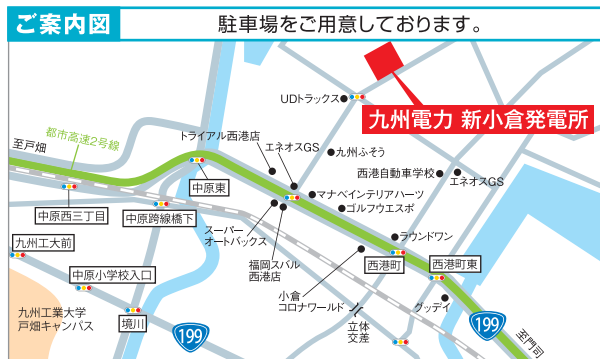 ご案内図
駐車場をご用意しております。
UDトラックス
九州電力 新小倉発電所
都市高速2号線
至戸畑
トライアル西港店
エネオスGS
九州ふそう
西港自動車学校
エネオスGS
中原東
マナベインテリアハーツ
ゴルフウエスポ
中原西三丁目
中原跨線橋下
スーパー
オートバックス
ラウンドワン
九州工大前
福岡スバル
西港店
西港町
西港町東
中原小学校入口
小倉
コロナワールド
グッデイ
九州工業大学
戸畑キャンパス
境川
199
立体
交差
199
至門司